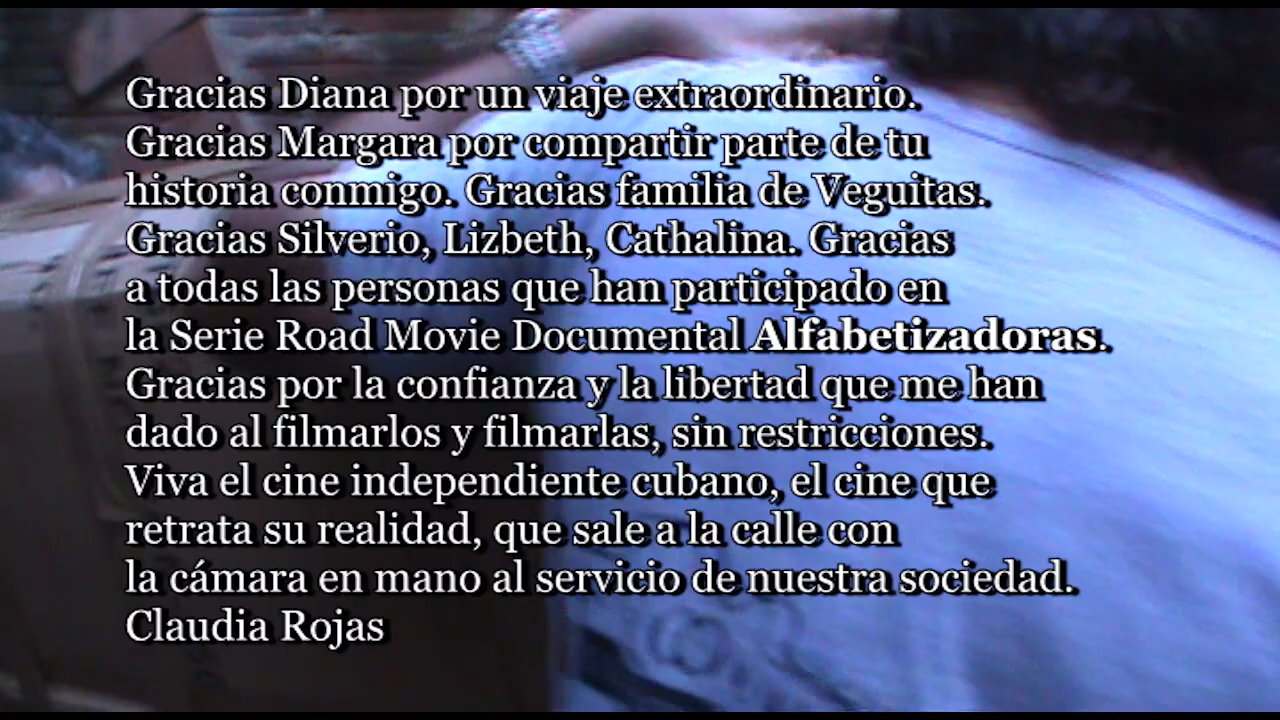 Gracias Diana por un viaje extraordinario.
Gracias Margara por compartir parte de tu
historia conmigo. Gracias familia de Veguitas.
Gracias Silverio, Lizbeth, Cathalina. Gracias
a todas las personas que han participado en
la Serie Road Movie Documental Alfabetizadoras.
Gracias por la confianza y la libertad que me han
dado al filmarlos y filmarlas, sin restricciones.
Viva el cine independiente cubano, el cine que
retrata su realidad, que sale a la calle con
la cámara en mano al servicio de nuestra sociedad.
Claudia Rojas